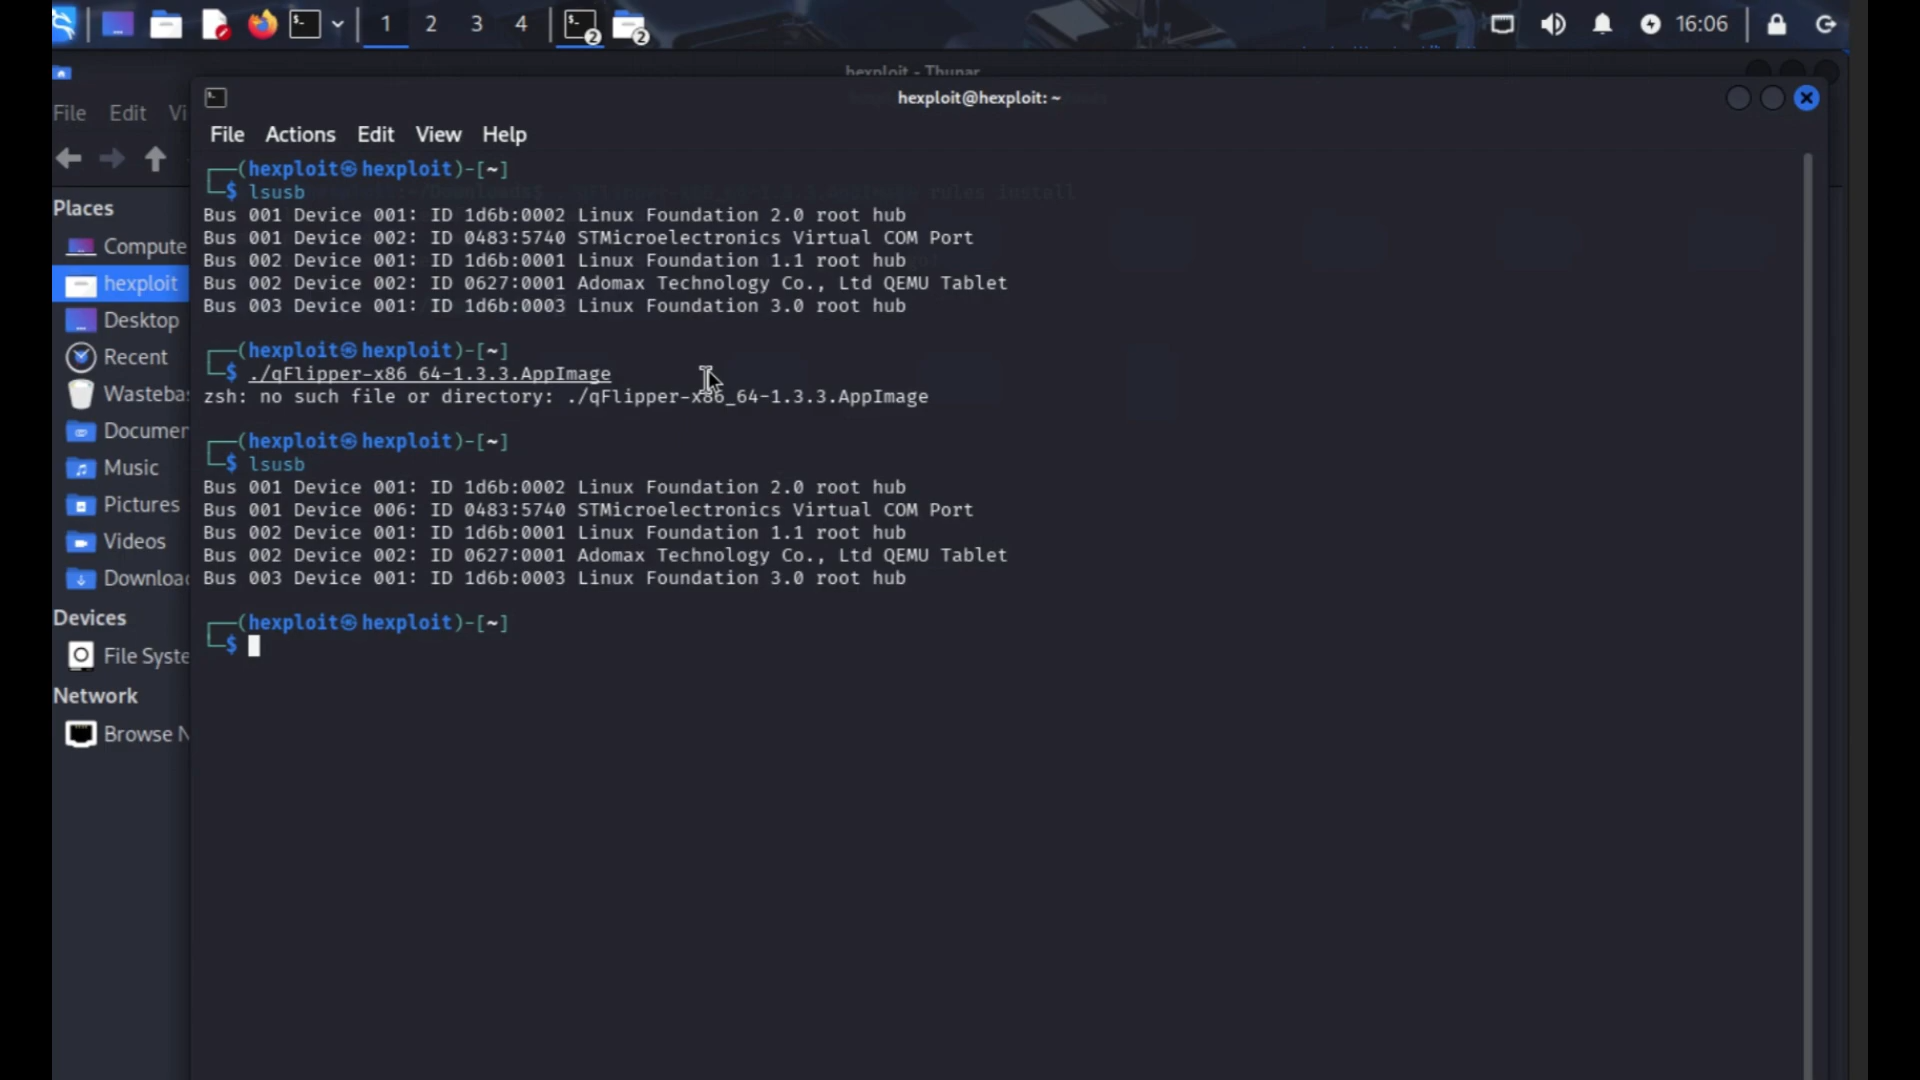 1 2 3 4 2 2 16:06
hexploit - Thunar
hexploit@hexploit: ~
File Edit Vi
File Actions Edit View Help
Places
Compute
hexploit
Desktop
Recent
Wasteba
Documen
Music
Pictures
Videos
Downloa
Devices
File Syste
Network
Browse N
┌──(hexploit㉿hexploit)-[~]
└─$ lsusb
Bus 001 Device 001: ID 1d6b:0002 Linux Foundation 2.0 root hub
Bus 001 Device 002: ID 0483:5740 STMicroelectronics Virtual COM Port
Bus 002 Device 001: ID 1d6b:0001 Linux Foundation 1.1 root hub
Bus 002 Device 002: ID 0627:0001 Adomax Technology Co., Ltd QEMU Tablet
Bus 003 Device 001: ID 1d6b:0003 Linux Foundation 3.0 root hub
┌──(hexploit㉿hexploit)-[~]
└─$ ./qFlipper-x86_64-1.3.3.AppImage
zsh: no such file or directory: ./qFlipper-x86_64-1.3.3.AppImage
┌──(hexploit㉿hexploit)-[~]
└─$ lsusb
Bus 001 Device 001: ID 1d6b:0002 Linux Foundation 2.0 root hub
Bus 001 Device 006: ID 0483:5740 STMicroelectronics Virtual COM Port
Bus 002 Device 001: ID 1d6b:0001 Linux Foundation 1.1 root hub
Bus 002 Device 002: ID 0627:0001 Adomax Technology Co., Ltd QEMU Tablet
Bus 003 Device 001: ID 1d6b:0003 Linux Foundation 3.0 root hub
┌──(hexploit㉿hexploit)-[~]
└─$